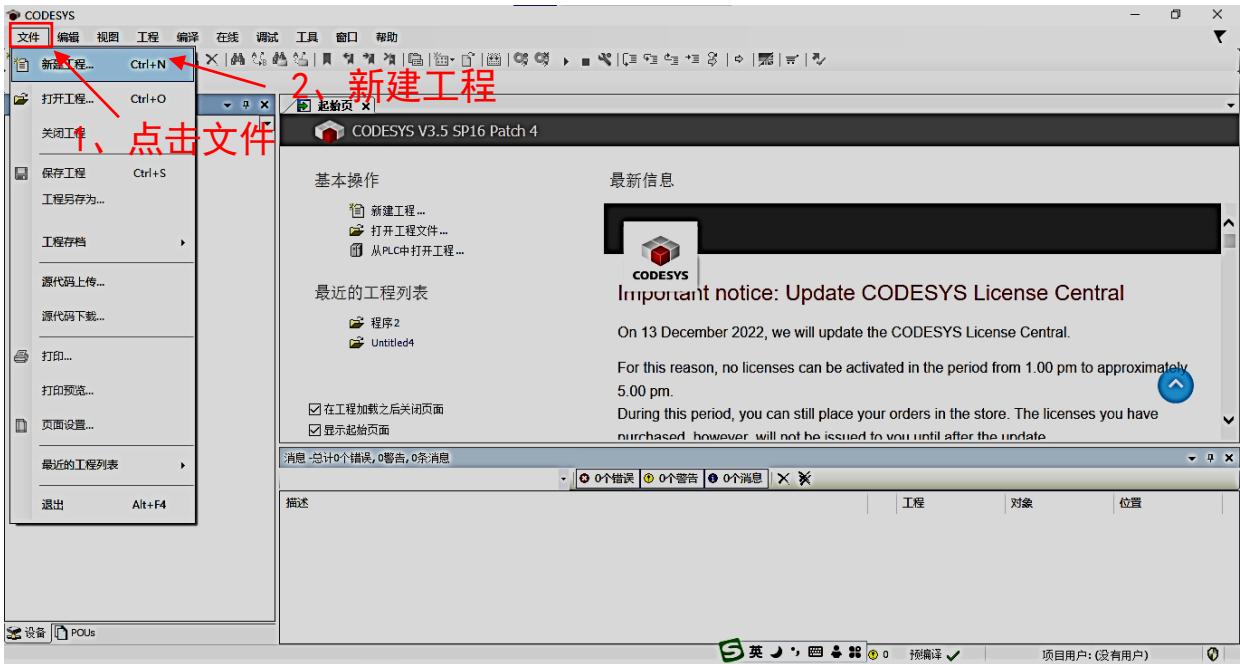 CODESYS
文件 编辑 视图 工程 编译 在线 调试 工具 窗口 帮助
新建工程... Ctrl+N
2、新建工程
打开工程... Ctrl+O
起始页
关闭工程
1、点击文件
CODESYS V3.5 SP16 Patch 4
保存工程 Ctrl+S
工程另存为...
工程存档
源代码上传...
源代码下载...
打印...
打印预览...
页面设置...
最近的工程列表
退出 Alt+F4
基本操作
新建工程...
打开工程文件...
从PLC中打开工程...
最近的工程列表
程序2
Untitled4
在工程加载之后关闭页面
显示起始页面
最新信息
CODESYS
Important notice: Update CODESYS License Central
On 13 December 2022, we will update the CODESYS License Central.
For this reason, no licenses can be activated in the period from 1.00 pm to approximately
5.00 pm.
During this period, you can still place your orders in the store. The licenses you have
purchased, however, will not be issued to you until after the update.
消息 -总计0个错误, 0警告, 0条消息
0个错误 0个警告 0个消息
描述 工程 对象 位置
设备 POUs
英
0 预编译 项目用户: (没有用户)